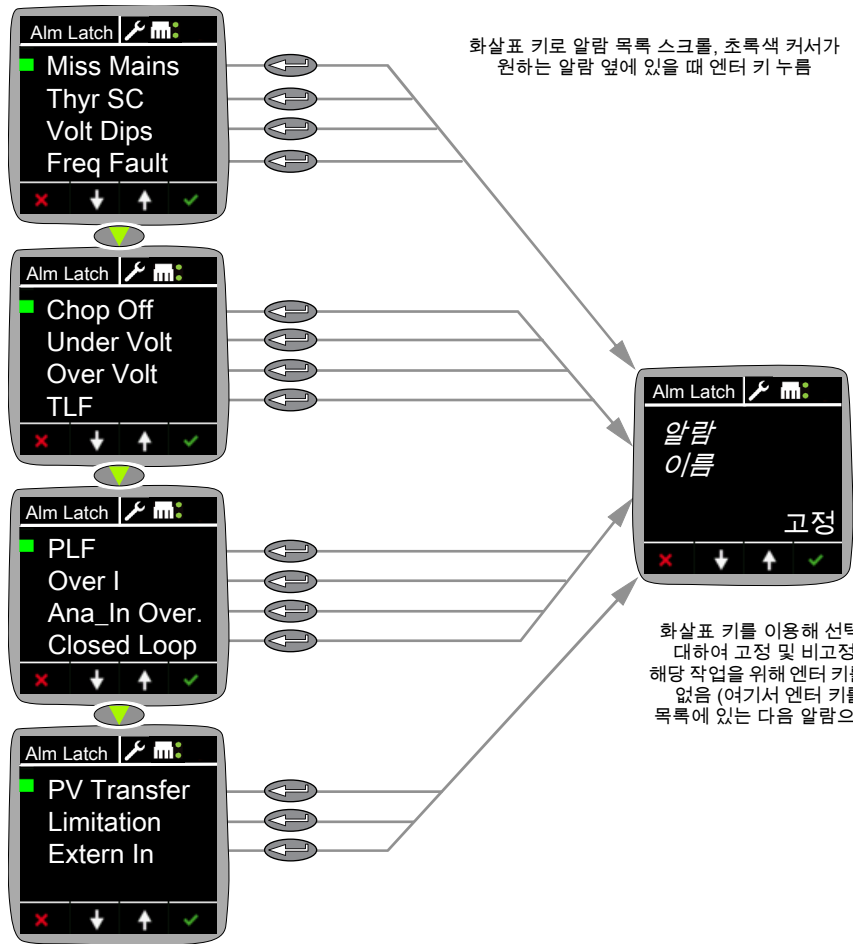 Alm Latch
Miss Mains
Thyr SC
Volt Dips
Freq Fault
화살표 키로 알람 목록 스크롤, 초록색 커서가
원하는 알람 옆에 있을 때 엔터 키 누름
Alm Latch
Chop Off
Under Volt
Over Volt
TLF
Alm Latch
알람
이름
고정
Alm Latch
PLF
Over I
Ana_In Over.
Closed Loop
화살표 키를 이용해 선택
대하여 고정 및 비고정
해당 작업을 위해 엔터 키를
없음 (여기서 엔터 키를
목록에 있는 다음 알람으
Alm Latch
PV Transfer
Limitation
Extern In